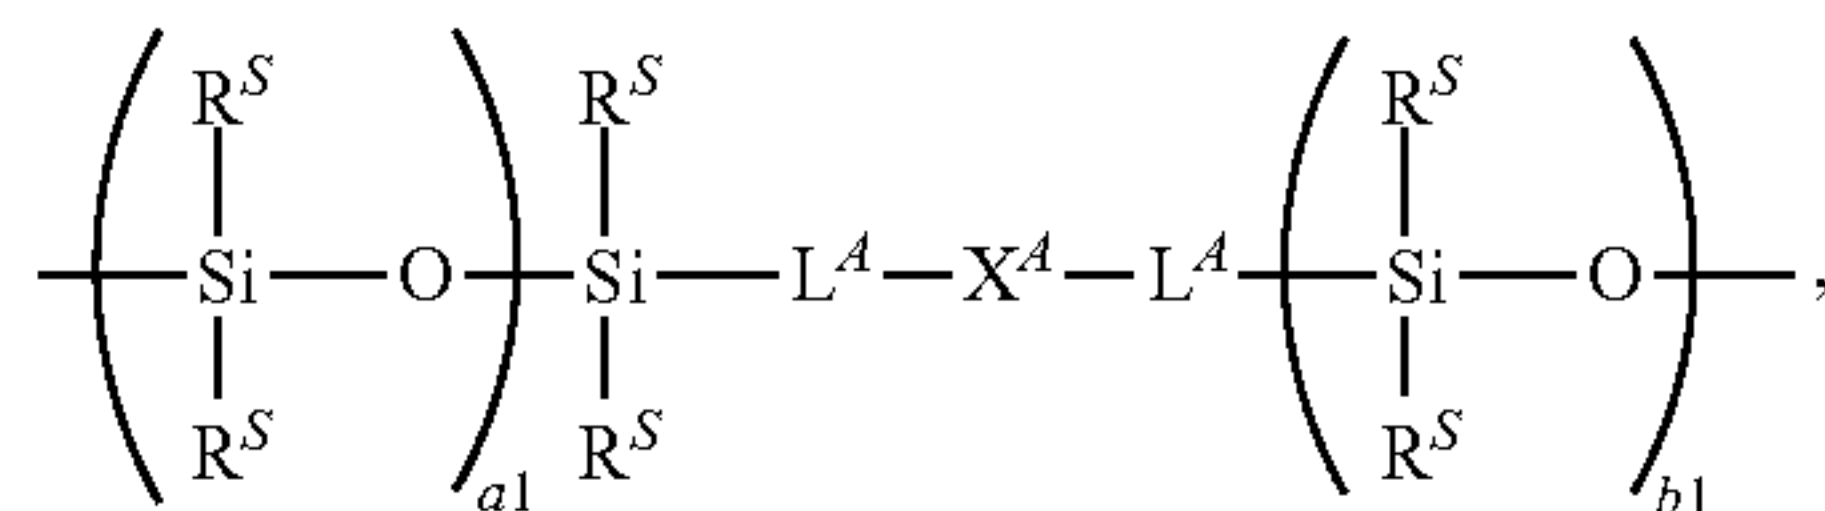 R^S R^S R^S
Si O Si L^A X^A L^A Si O ,
R^S R^S R^S
a1 b1